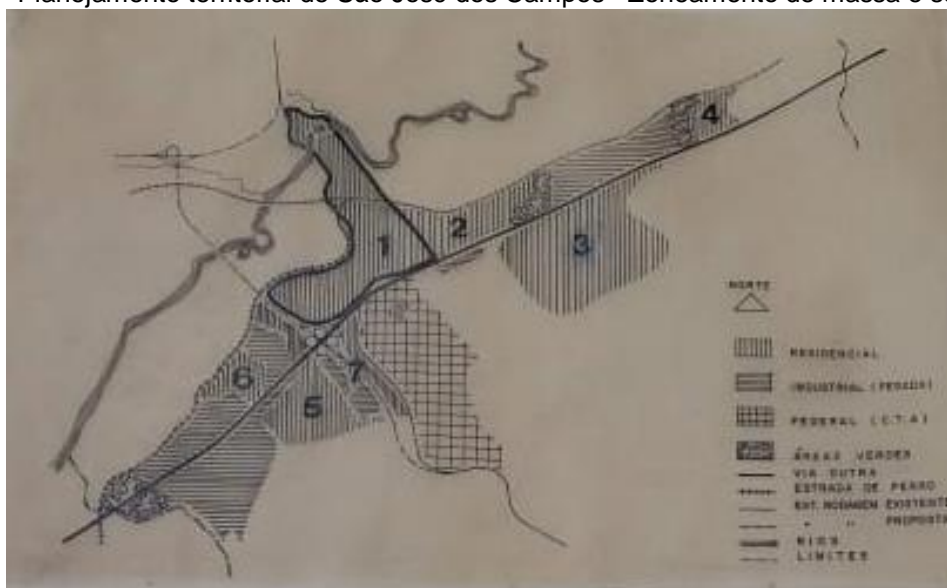 Planejamento territorial de São José dos Campos - Zoneamento de massa e
1
2
3
4
5
6
7
NORTE
RESIDENCIAL
INDUSTRIAL (PESADA)
FEDERAL (C.T.A)
ÁREAS VERDES
VIA DUTRA
ESTRADA DE FERRO
EST. RODAGEM EXISTENTE
" " PROPOSTA
RIOS
LIMITES